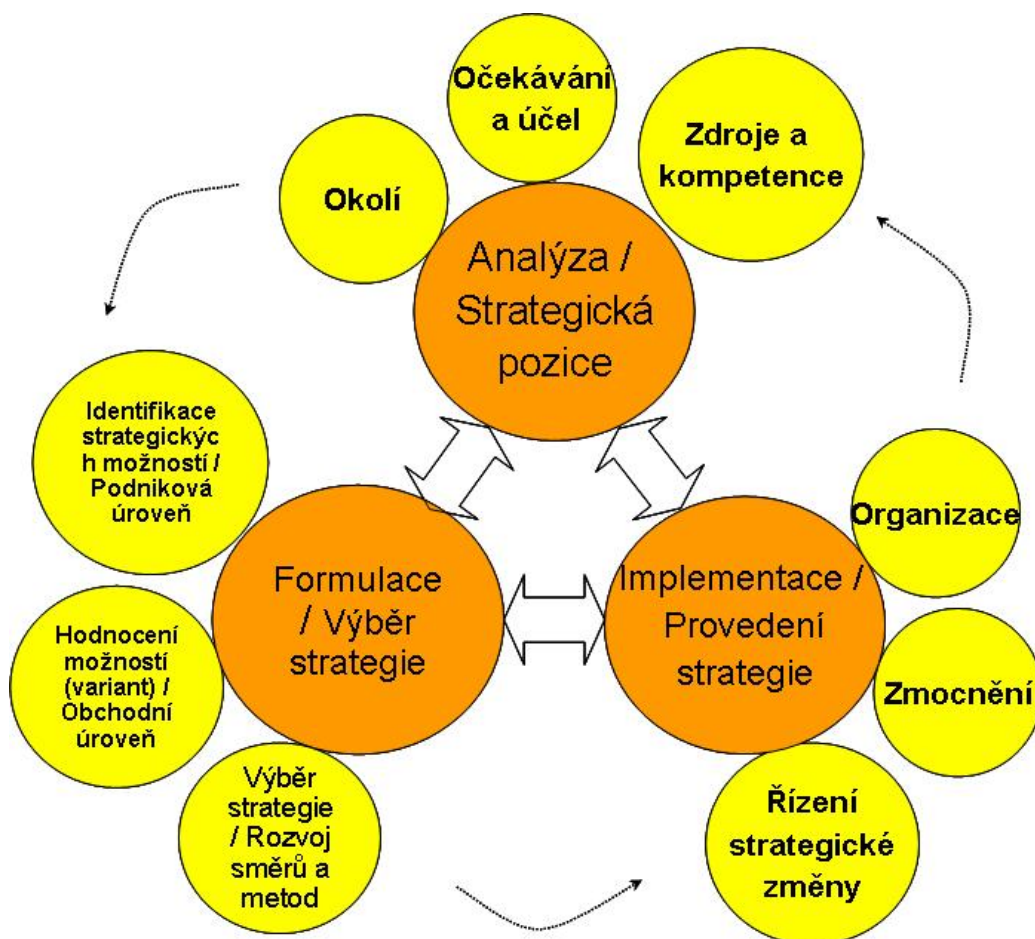 Očekávání
a účel
Zdroje a
kompetence
Okolí
Analýza /
Strategická
pozice
Identifikace
strategickýc
h možností /
Podniková
úroveň
Hodnocení
možností
(variant) /
Obchodní
úroveň
Výběr
strategie
/ Rozvoj
směrů a
metod
Formulace
/ Výběr
strategie
Implementace /
Provedení
strategie
Organizace
Zmocnění
Řízení
strategické
změny